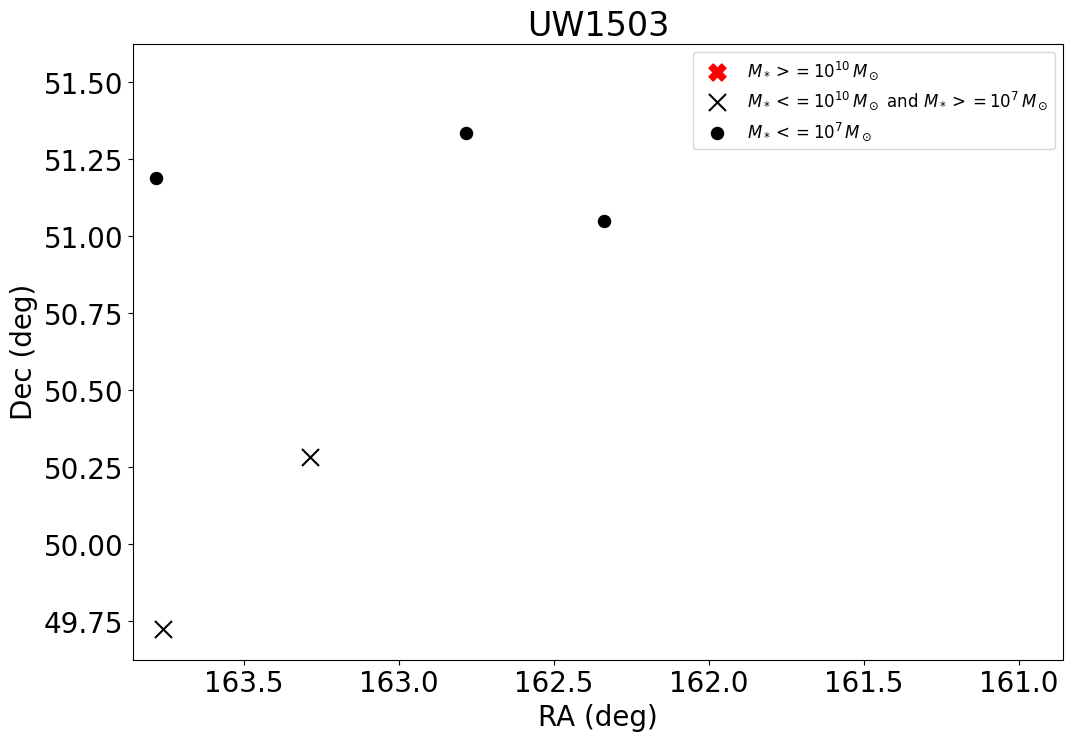 UW1503
M* >= 10^10 M⊙
M* <= 10^10 M⊙ and M* >= 10^7 M⊙
M* <= 10^7 M⊙
51.50
51.25
51.00
50.75
50.50
50.25
50.00
49.75
Dec (deg)
163.5 163.0 162.5 162.0 161.5 161.0
RA (deg)